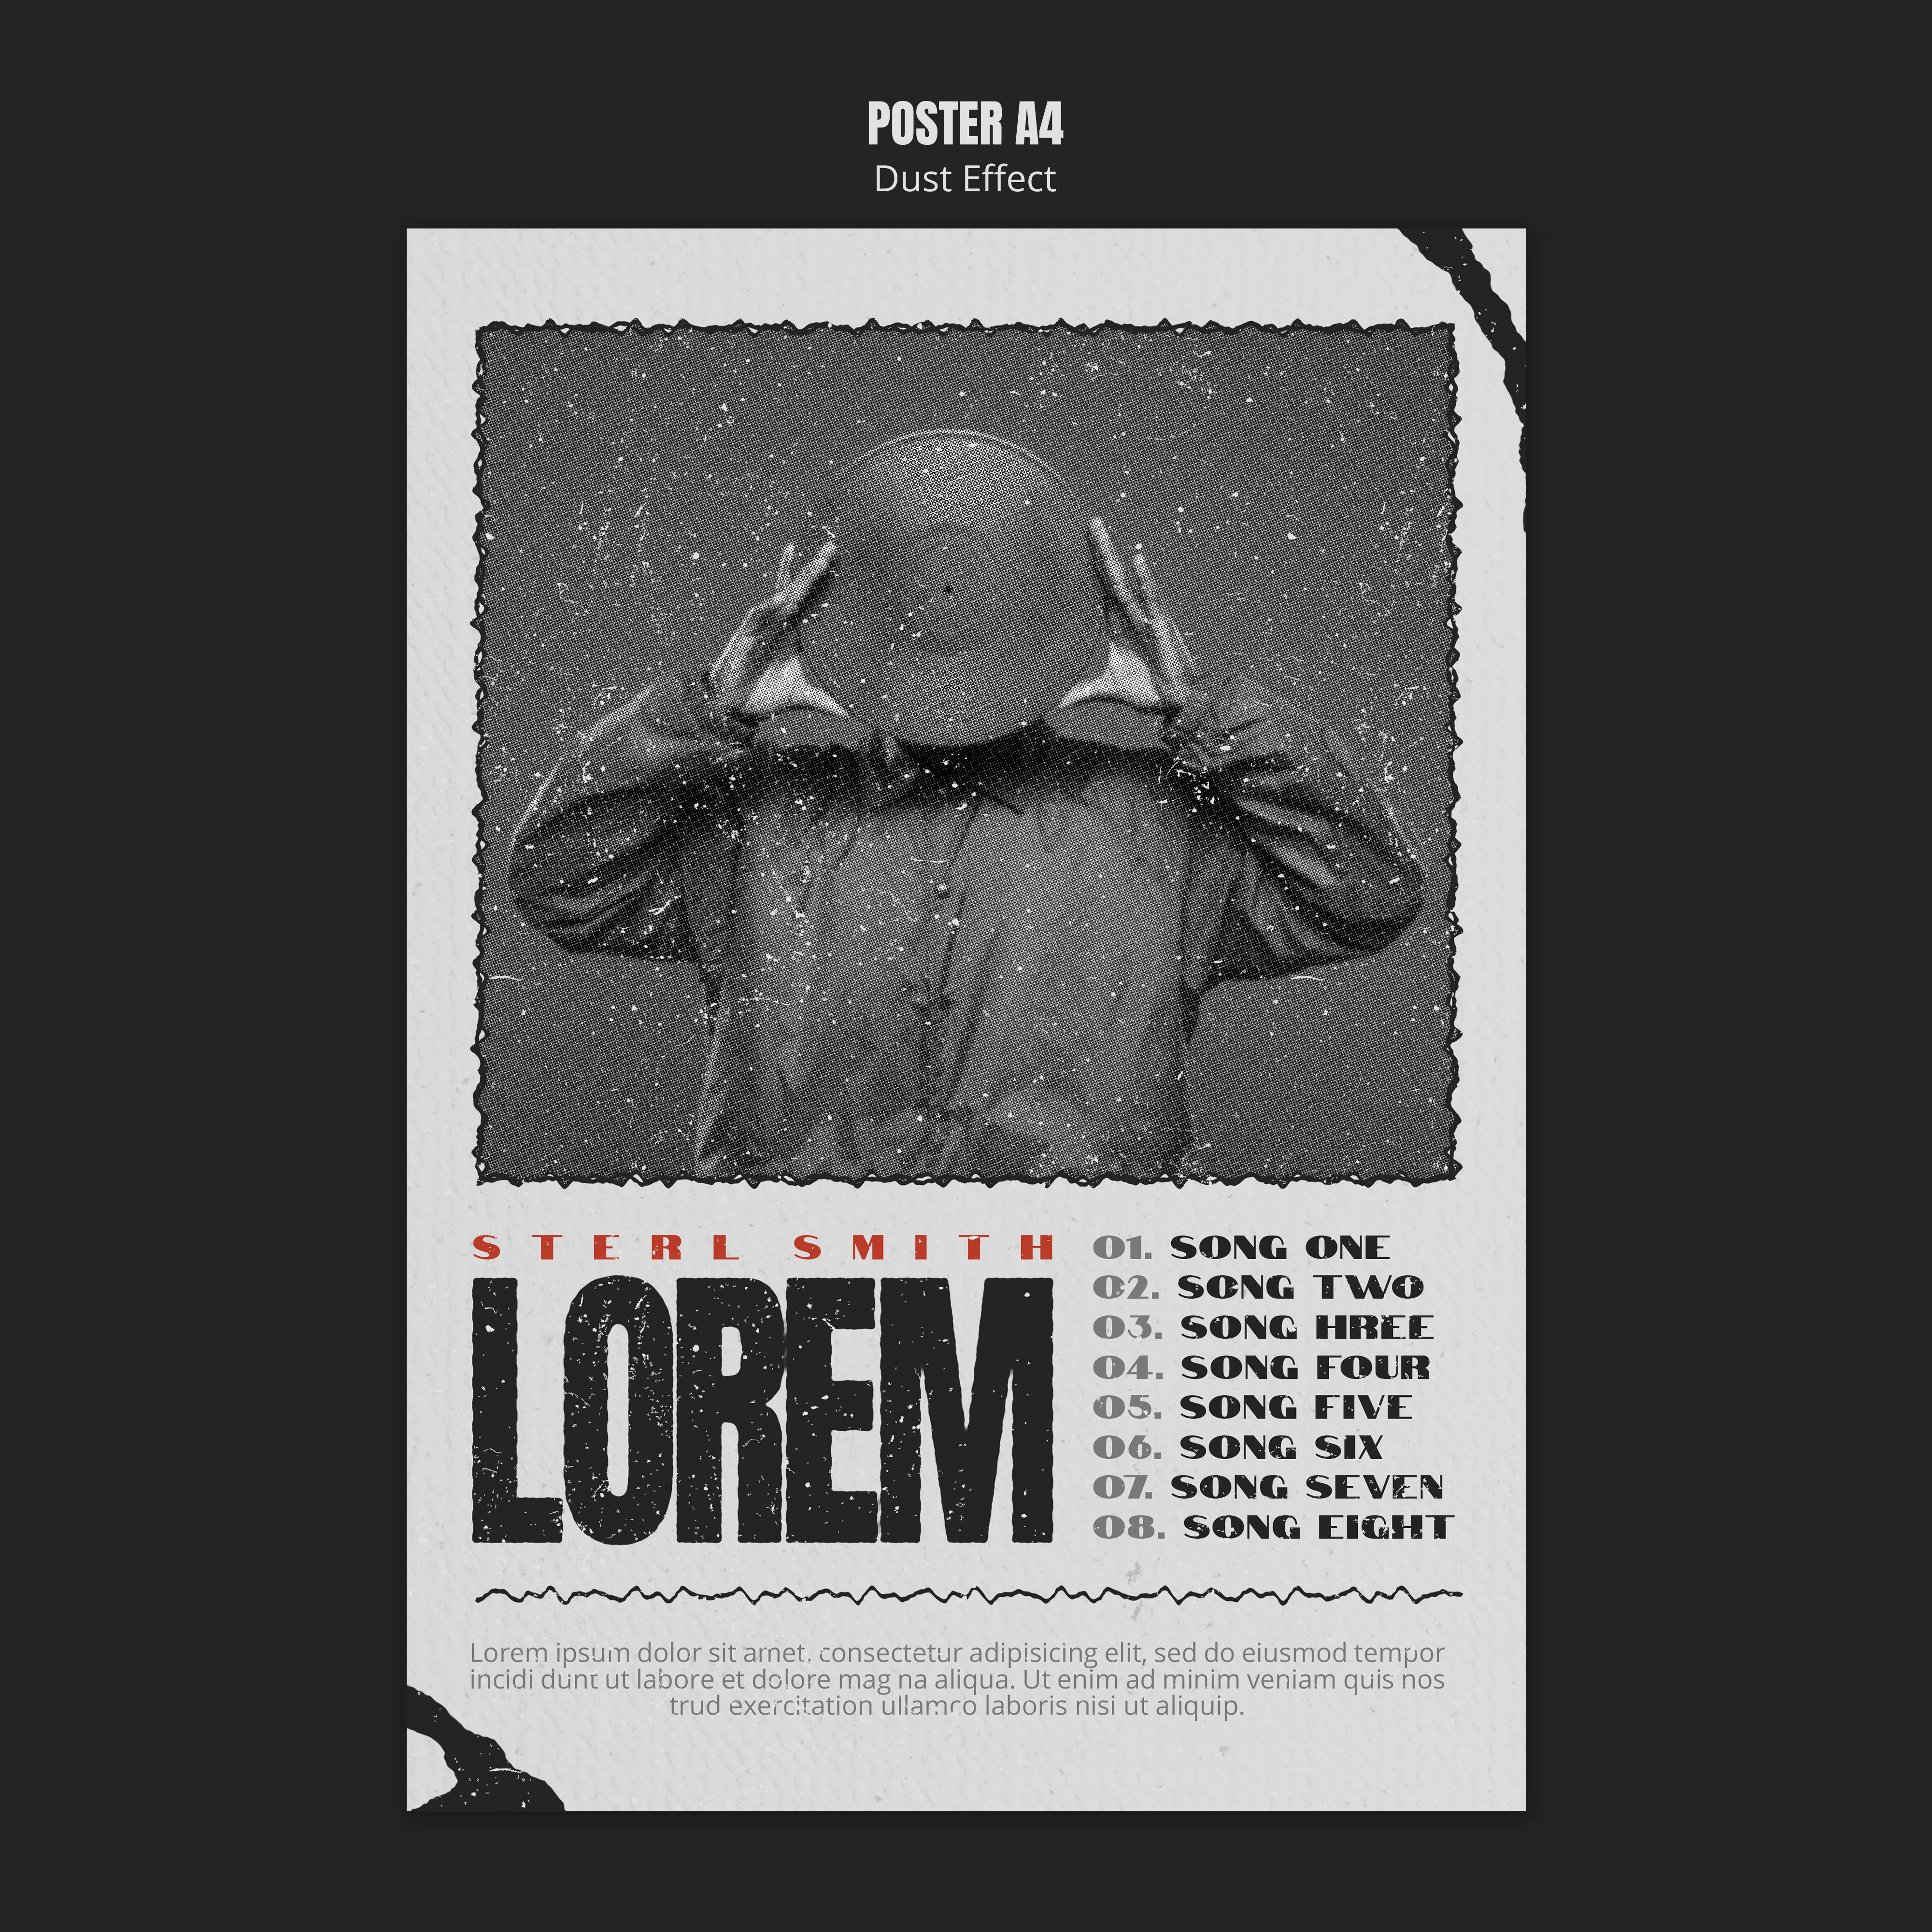 POSTER A4
Dust Effect
STERL SMITH
LOREM
01. SONG ONE
02. SONG TWO
03. SONG HREE
04. SONG FOUR
05. SONG FIVE
06. SONG SIX
07. SONG SEVEN
08. SONG EIGHT
Lorem ipsum dolor sit amet, consectetur adipisicing elit, sed do eiusmod tempor
incidi dunt ut labore et dolore mag na aliqua. Ut enim ad minim veniam quis nos
trud exercitation ullamco laboris nisi ut aliquip.